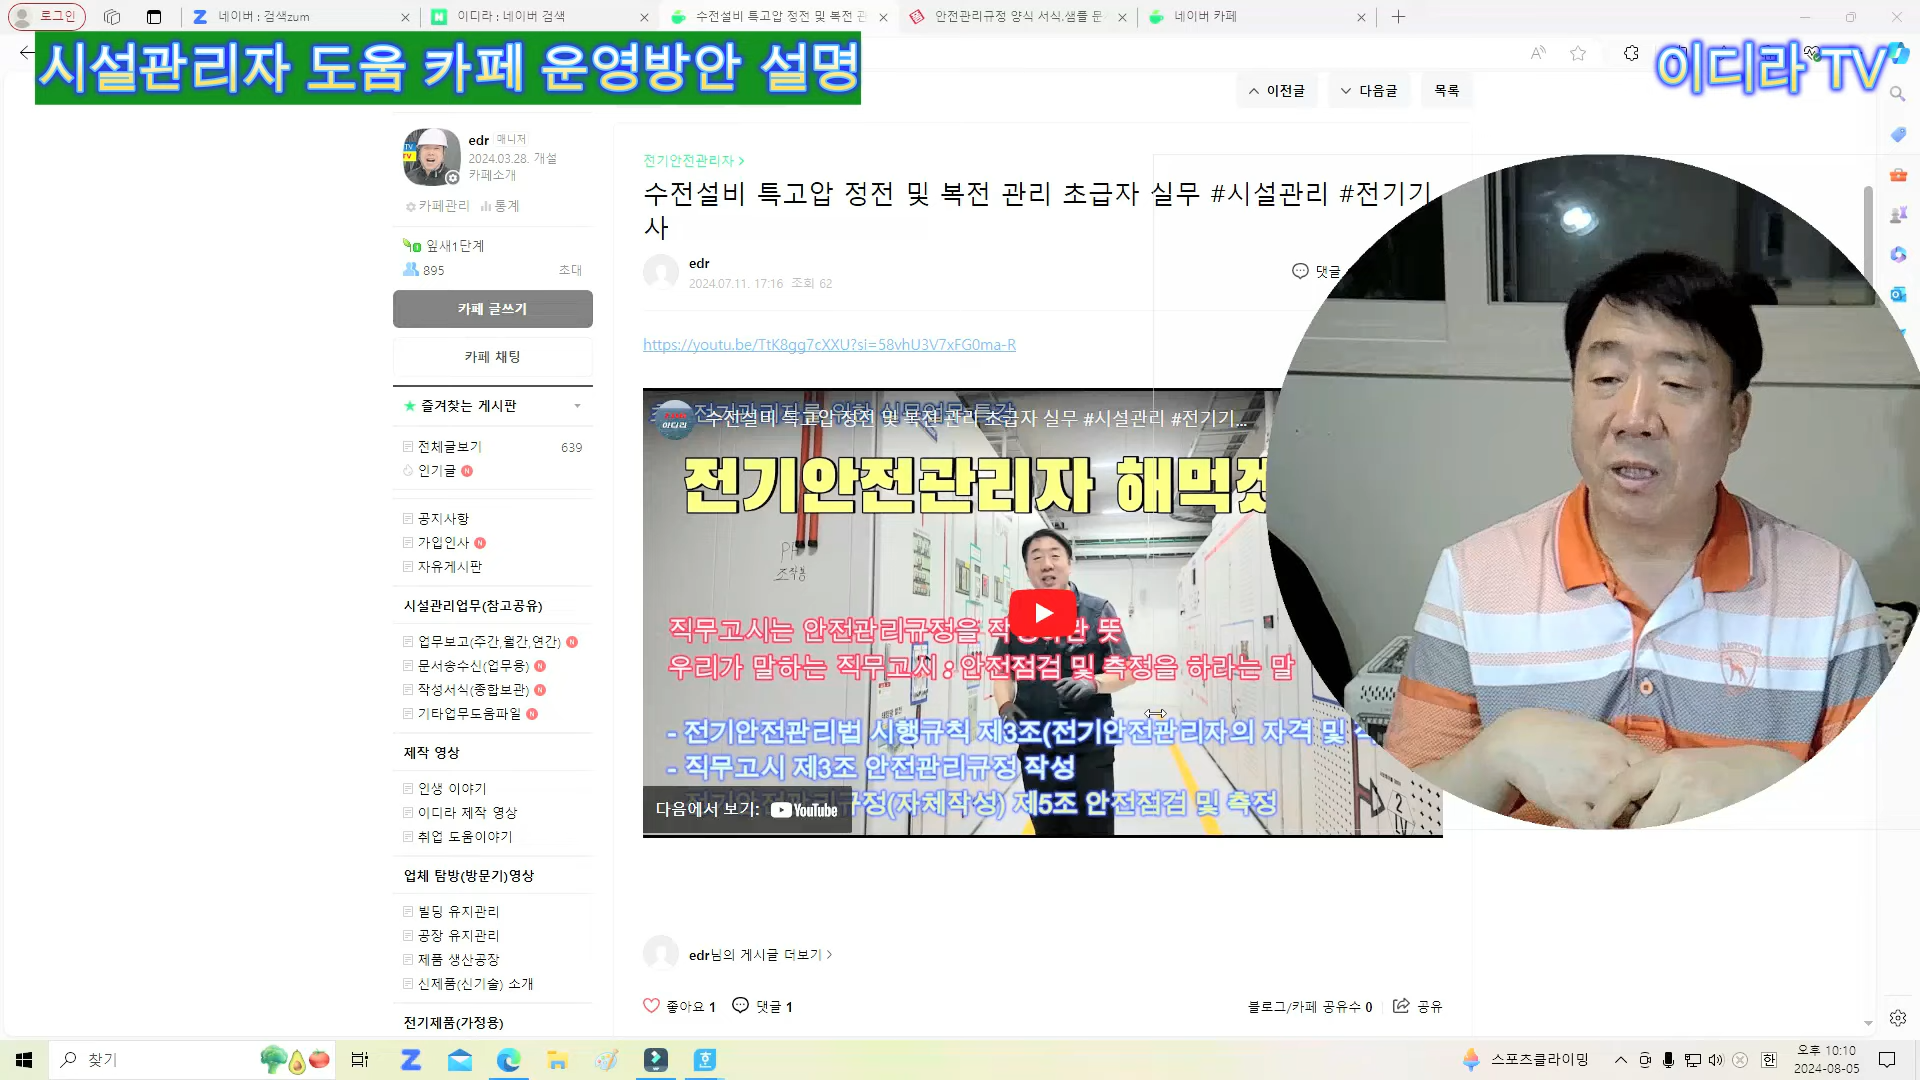 로그인
네이버 : 검색zum
이디라 : 네이버 검색
수전설비 특고압 정전 및 복전 관
안전관리규정 양식 서식,샘플 문
네이버 카페
시설관리자 도움 카페 운영방안 설명
이디라 TV
이전글
다음글
목록
edr 매니저
2024.03.28. 개설
카페소개
카페관리
통계
잎새1단계
895
초대
카페 글쓰기
카페 채팅
즐겨찾는 게시판
전체글보기
639
인기글
공지사항
가입인사
자유게시판
시설관리업무(참고공유)
업무보고(주간,월간,연간)
문서송수신(업무용)
작성서식(종합보관)
기타업무도움파일
제작 영상
인생 이야기
이디라 제작 영상
취업 도움이야기
업체 탐방(방문기)영상
빌딩 유지관리
공장 유지관리
제품 생산공장
신제품(신기술) 소개
전기제품(가정용)
전기안전관리자 >
수전설비 특고압 정전 및 복전 관리 초급자 실무 #시설관리 #전기기
사
edr
2024.07.11. 17:16 조회 62
댓글
https://youtu.be/TtK8gg7cXXU?si=58vhU3V7xFG0ma-R
수전설비 특고압 정전 및 복전 관리 초급자 실무 #시설관리 #전기기...
전기안전관리자 해먹겠
조작봉
직무고시는 안전관리규정을 작 뜻
우리가 말하는 직무고시 : 안전점검 및 측정을 하라는 말
- 전기안전관리법 시행규칙 제3조(전기안전관리자의 자격 및
- 직무고시 제3조 안전관리규정 작성
규정(자체작성) 제5조 안전점검 및 측정
다음에서 보기: YouTube
edr님의 게시글 더보기 >
좋아요 1
댓글 1
블로그/카페 공유수 0
공유
찾기
스포츠클라이밍
한
오후 10:10
2024-08-05